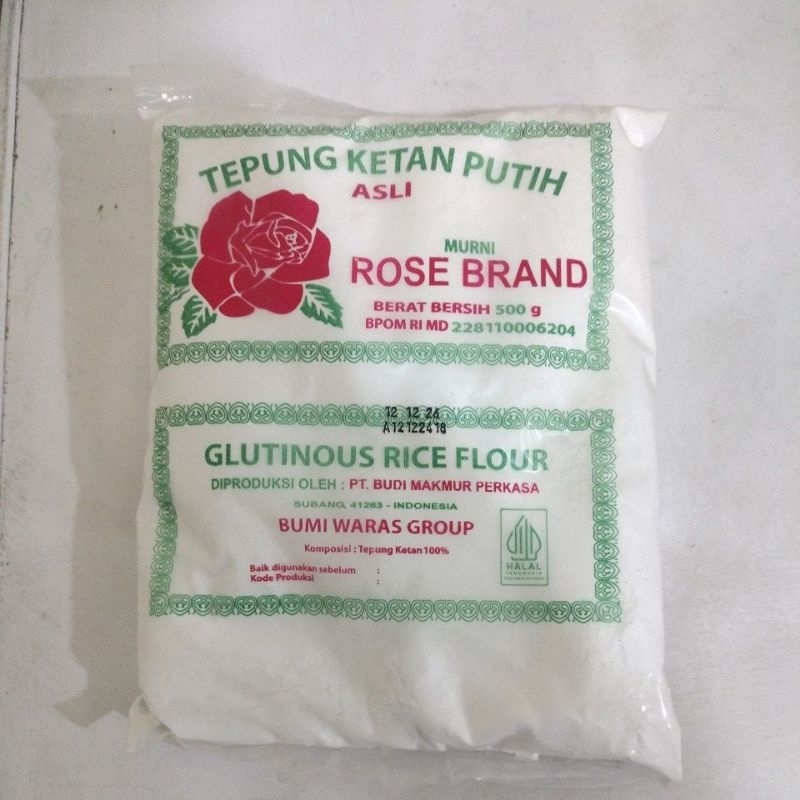 TEPUNG KETAN PUTIH
ASLI
MURNI
ROSE BRAND
BERAT BERSIH 500 g
BPOM RI MD 228110006204
12 12 24
A12122418
GLUTINOUS RICE FLOUR
DIPRODUKSI OLEH : PT. BUDI MAKMUR PERKASA
SUBANG, 41263 - INDONESIA
BUMI WARAS GROUP
Komposisi : Tepung Ketan 100%
Baik digunakan sebelum :
Kode Produksi :
HALAL
INDONESIA